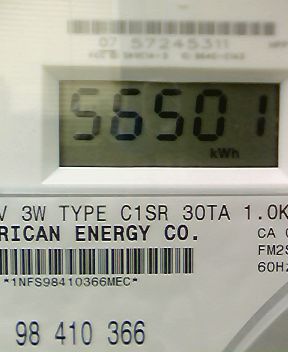 07 57245311
56501
kWh
V 3W TYPE C1SR 30TA 1.0K
RICAN ENERGY CO.
CA
FM2S
60Hz
*1NFS98410366MEC*
98 410 366